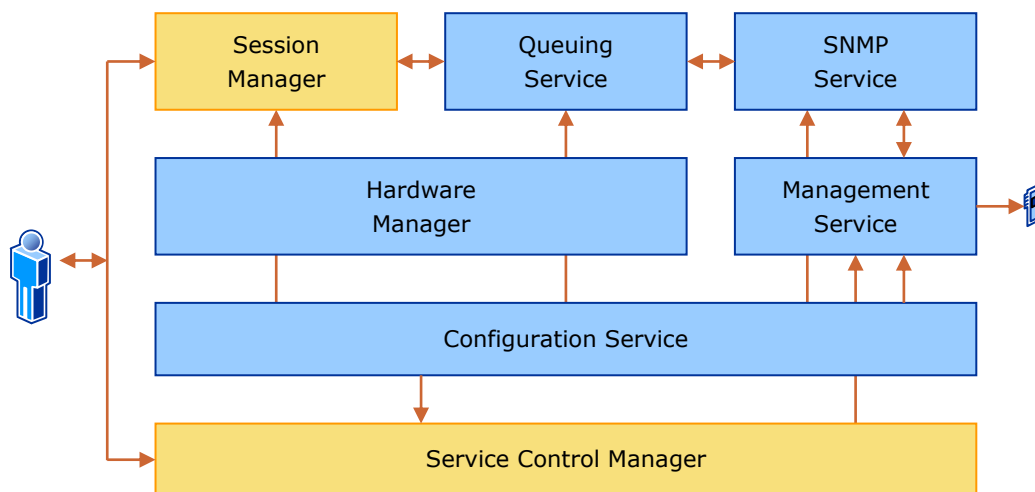 Session
Manager
Queuing
Service
SNMP
Service
Hardware
Manager
Management
Service
Configuration Service
Service Control Manager